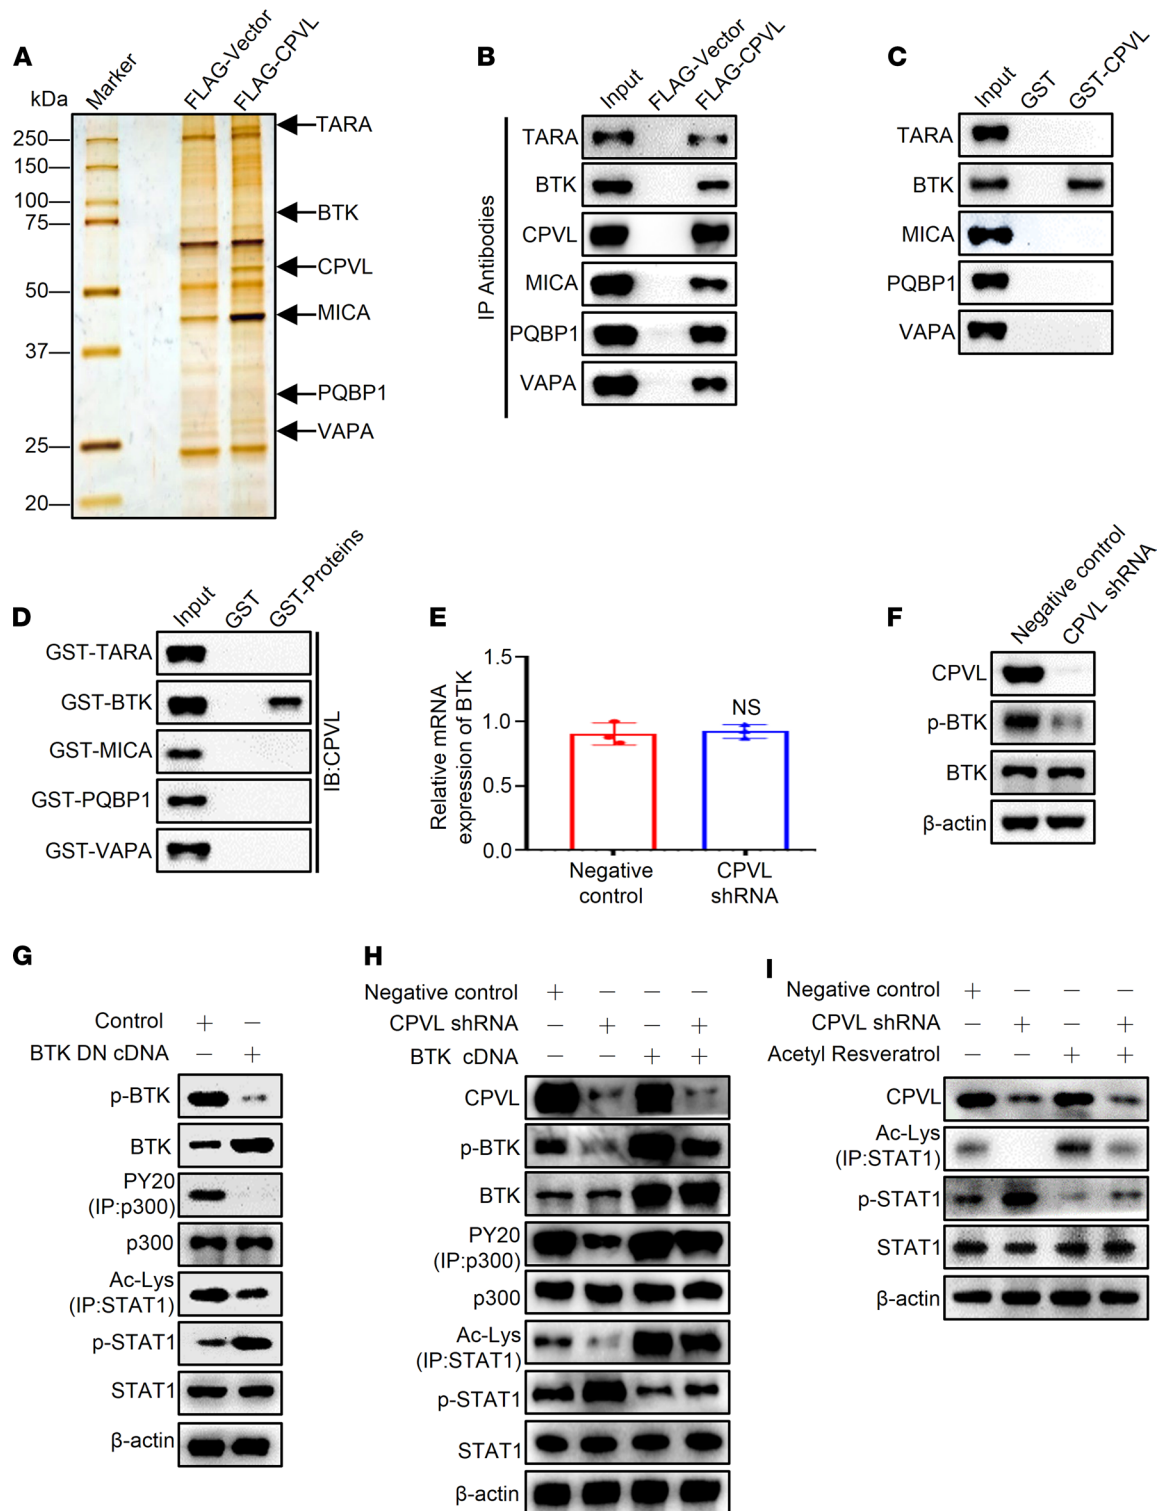 A
kDa
Marker
FLAG-Vector
FLAG-CPVL
250
150
100
75
50
37
25
20
TARA
BTK
CPVL
MICA
PQBP1
VAPA
B
Input
FLAG-Vector
FLAG-CPVL
IP Antibodies
TARA
BTK
CPVL
MICA
PQBP1
VAPA
C
Input
GST
GST-CPVL
TARA
BTK
MICA
PQBP1
VAPA
D
Input
GST
GST-Proteins
GST-TARA
GST-BTK
GST-MICA
GST-PQBP1
GST-VAPA
IB:CPVL
E
Relative mRNA
expression of BTK
1.5
1.0
0.5
0.0
NS
Negative
control
CPVL
shRNA
F
Negative control
CPVL shRNA
CPVL
p-BTK
BTK
β-actin
G
Control + −
BTK DN cDNA − +
p-BTK
BTK
PY20
(IP:p300)
p300
Ac-Lys
(IP:STAT1)
p-STAT1
STAT1
β-actin
H
Negative control + − − −
CPVL shRNA − + − +
BTK cDNA − − + +
CPVL
p-BTK
BTK
PY20
(IP:p300)
p300
Ac-Lys
(IP:STAT1)
p-STAT1
STAT1
β-actin
I
Negative control + − − −
CPVL shRNA − + − +
Acetyl Resveratrol − − + +
CPVL
Ac-Lys
(IP:STAT1)
p-STAT1
STAT1
β-actin